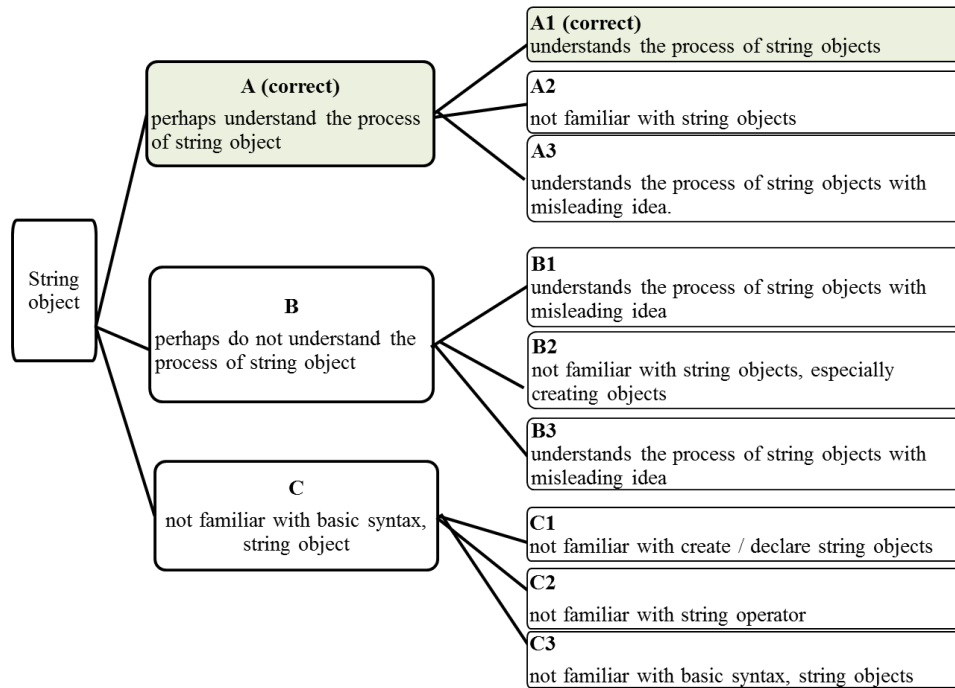 String
object
A (correct)
perhaps understand the process
of string object
A1 (correct)
understands the process of string objects
A2
not familiar with string objects
A3
understands the process of string objects with
misleading idea.
B
perhaps do not understand the
process of string object
B1
understands the process of string objects with
misleading idea
B2
not familiar with string objects, especially
creating objects
B3
understands the process of string objects with
misleading idea
C
not familiar with basic syntax,
string object
C1
not familiar with create / declare string objects
C2
not familiar with string operator
C3
not familiar with basic syntax, string objects